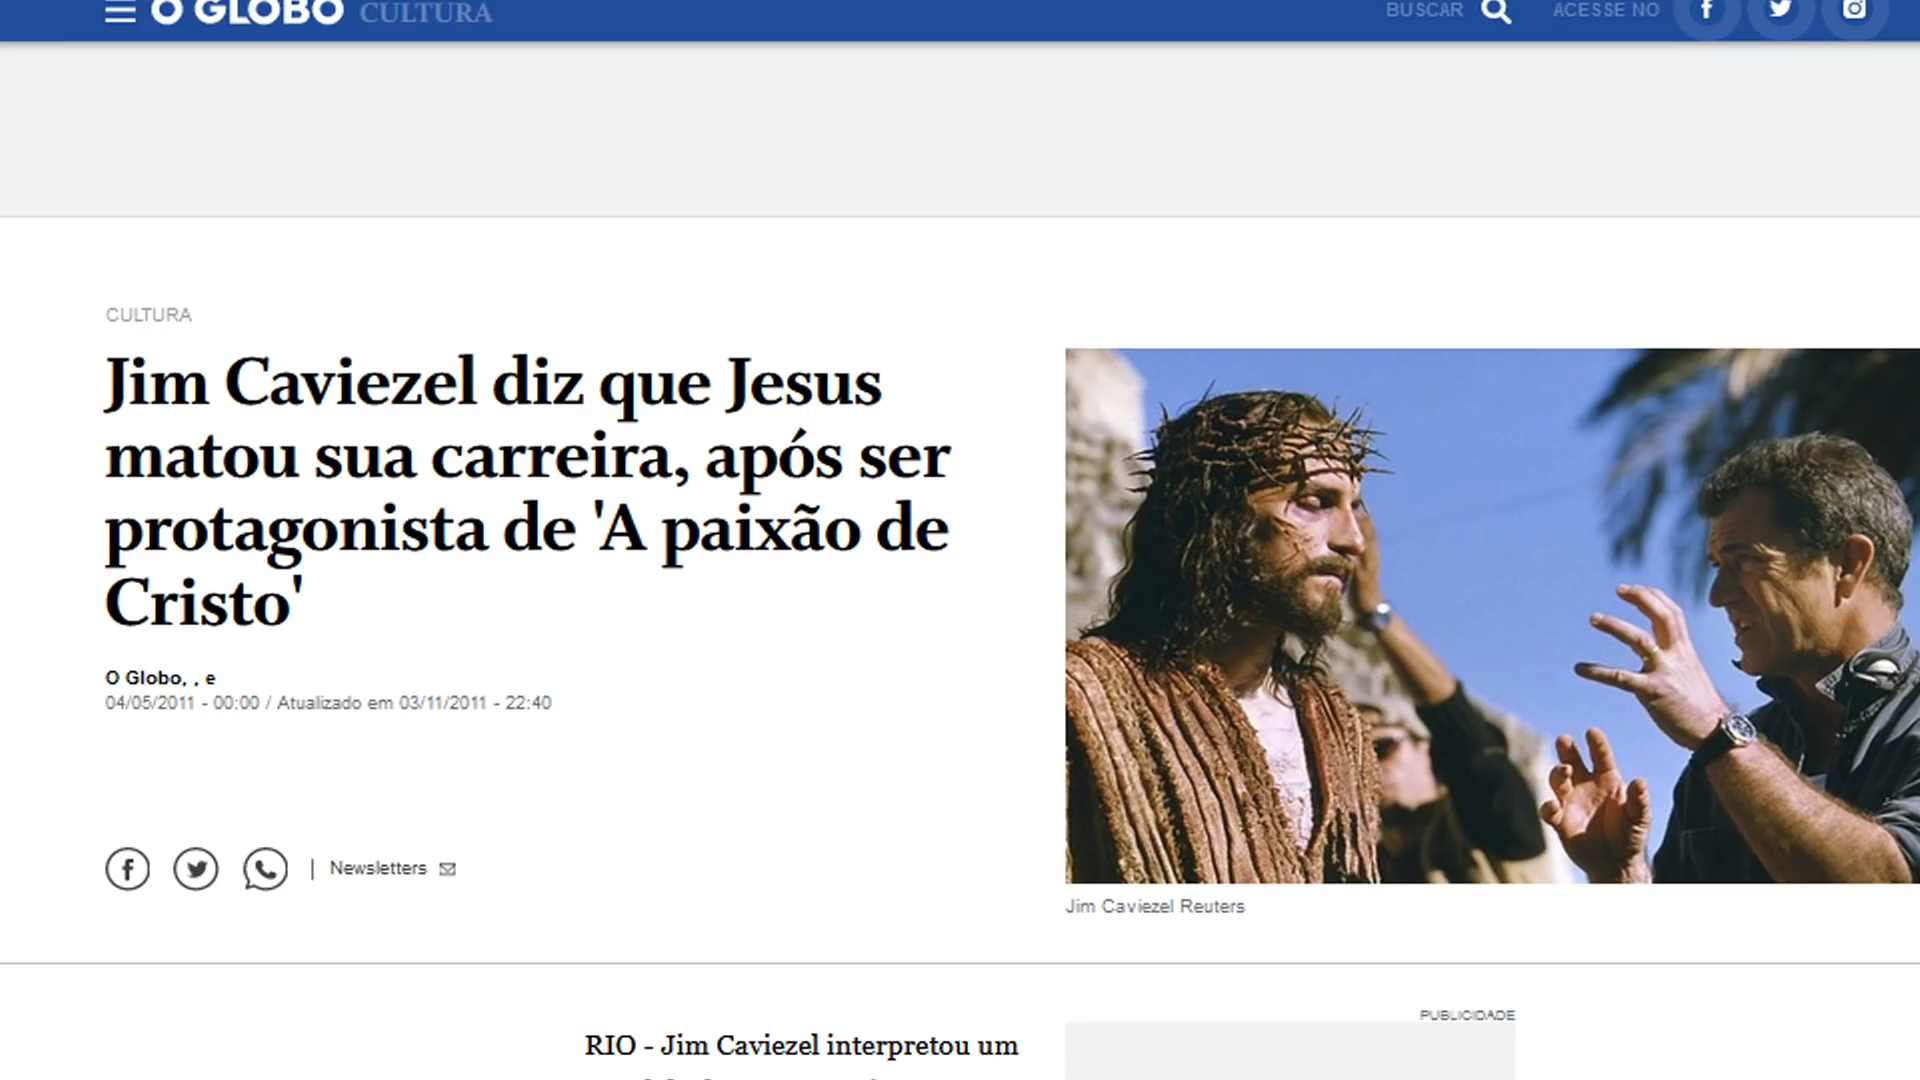 O GLOBO CULTURA
BUSCAR
ACESSE NO
CULTURA
Jim Caviezel diz que Jesus
matou sua carreira, após ser
protagonista de 'A paixão de
Cristo'
O Globo, , e
04/05/2011 - 00:00 / Atualizado em 03/11/2011 - 22:40
| Newsletters
Jim Caviezel Reuters
PUBLICIDADE
RIO - Jim Caviezel interpretou um